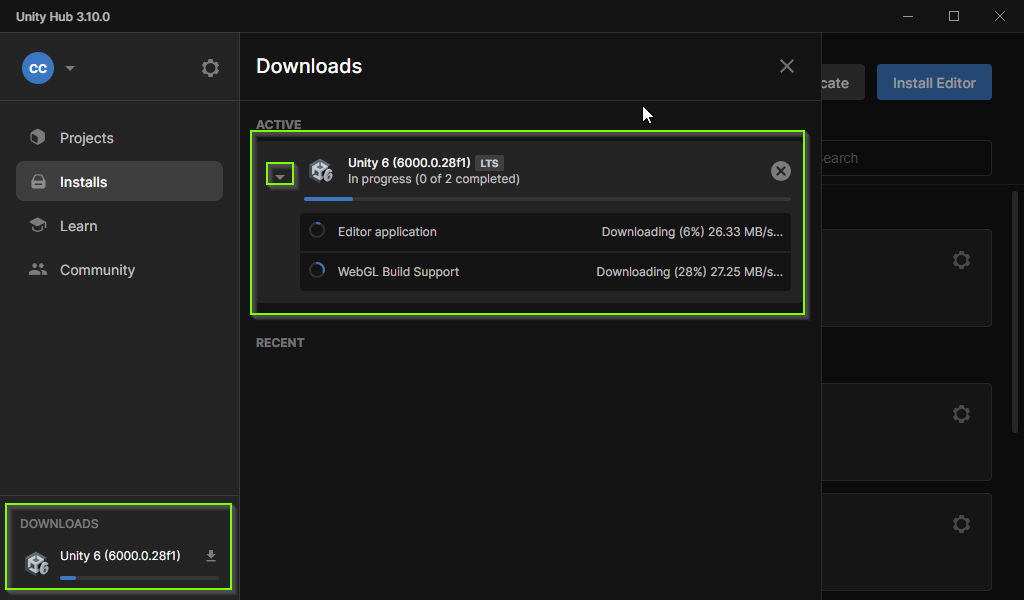 Unity Hub 3.10.0
CC
Projects
Installs
Learn
Community
DOWNLOADS
Unity 6 (6000.0.28f1)
Downloads
ACTIVE
Unity 6 (6000.0.28f1) LTS
In progress (0 of 2 completed)
Editor application Downloading (6%) 26.33 MB/s...
WebGL Build Support Downloading (28%) 27.25 MB/s...
RECENT
cate
Install Editor
earch